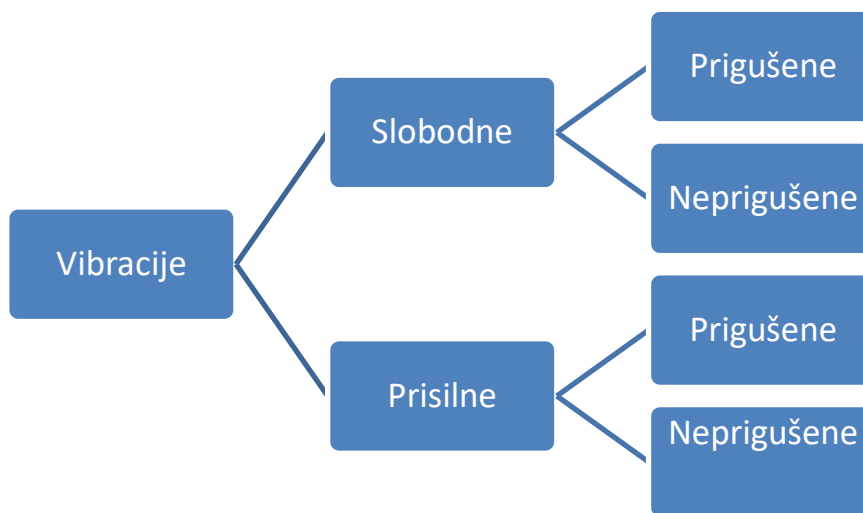 Vibracije
Slobodne
Prigušene
Neprigušene
Prisilne
Prigušene
Neprigušene